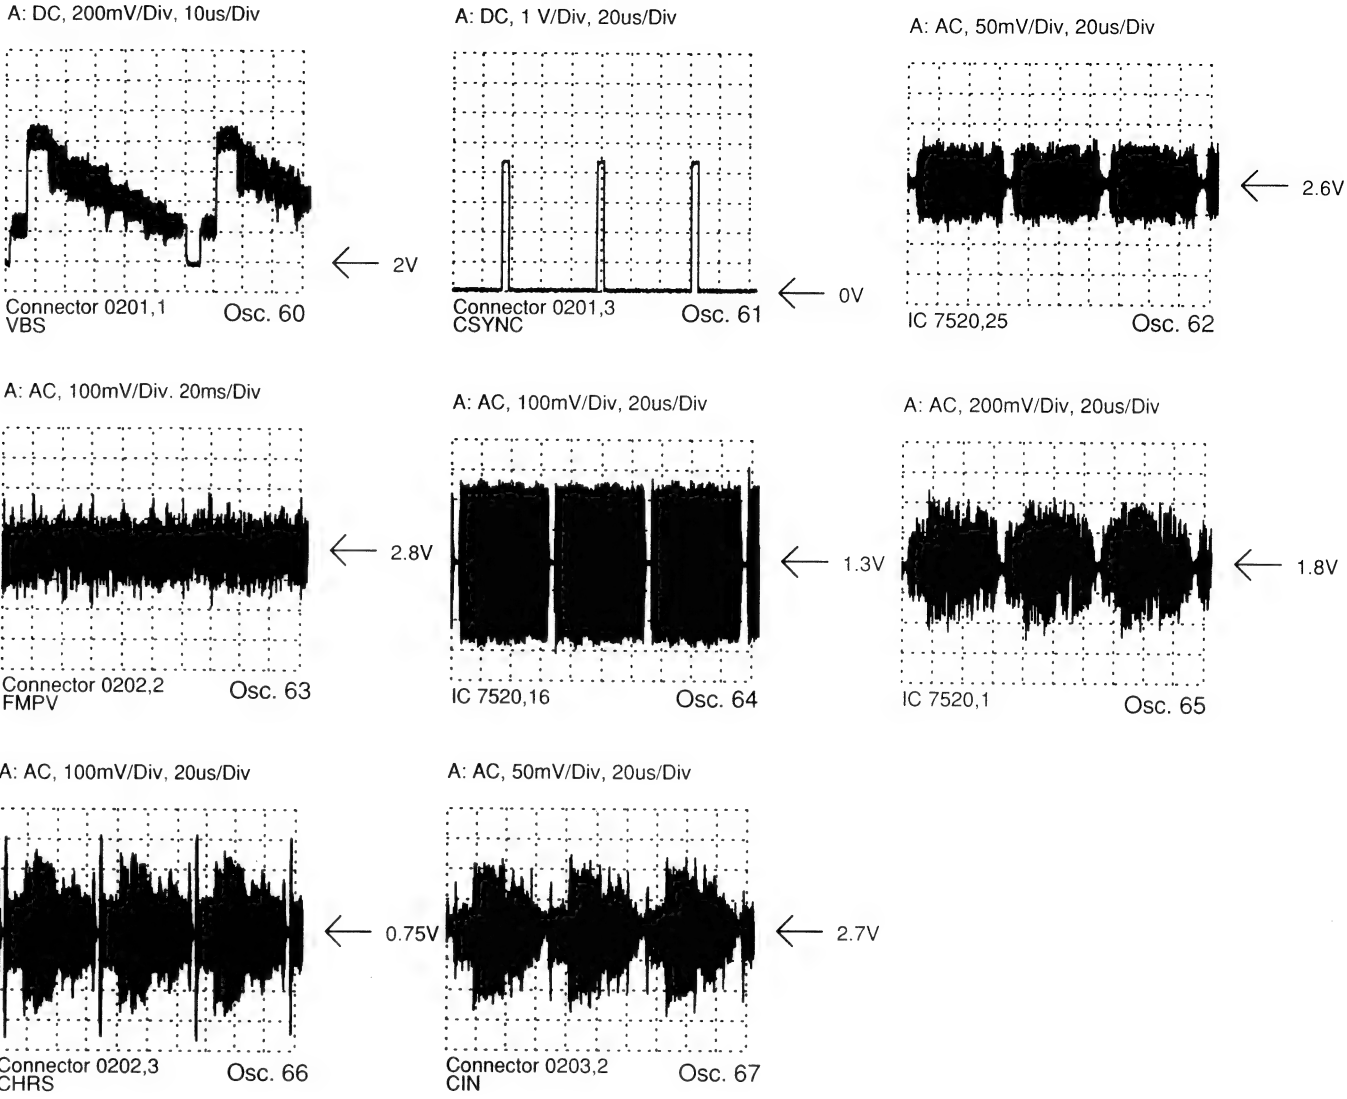 A: DC, 200mV/Div, 10us/Div
A: DC, 1 V/Div, 20us/Div
A: AC, 50mV/Div, 20us/Div
2V
0V
2.6V
Connector 0201,1
VBS
Osc. 60
Connector 0201,3
CSYNC
Osc. 61
IC 7520,25
Osc. 62
A: AC, 100mV/Div. 20ms/Div
A: AC, 100mV/Div, 20us/Div
A: AC, 200mV/Div, 20us/Div
2.8V
1.3V
1.8V
Connector 0202,2
FMPV
Osc. 63
IC 7520,16
Osc. 64
IC 7520,1
Osc. 65
A: AC, 100mV/Div, 20us/Div
A: AC, 50mV/Div, 20us/Div
0.75V
2.7V
Connector 0202,3
CHRS
Osc. 66
Connector 0203,2
CIN
Osc. 67